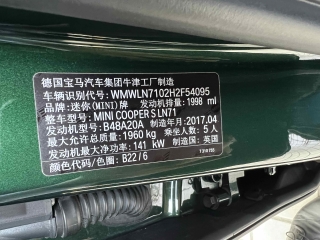 德国宝马汽车集团牛津工厂制造
车辆识别代号: WMWLN7102H2F54095
品牌: 迷你(MINI)牌 发动机排量: 1998 ml
整车型号: MINI COOPER S LN71
发动机型号: B48A20A 制造年月: 2017.04
最大允许总质量: 1960 kg 乘坐人数: 5 人
发动机最大净功率: 141 kW 制造国: 英国
颜色代码/色圈: B22 / 6